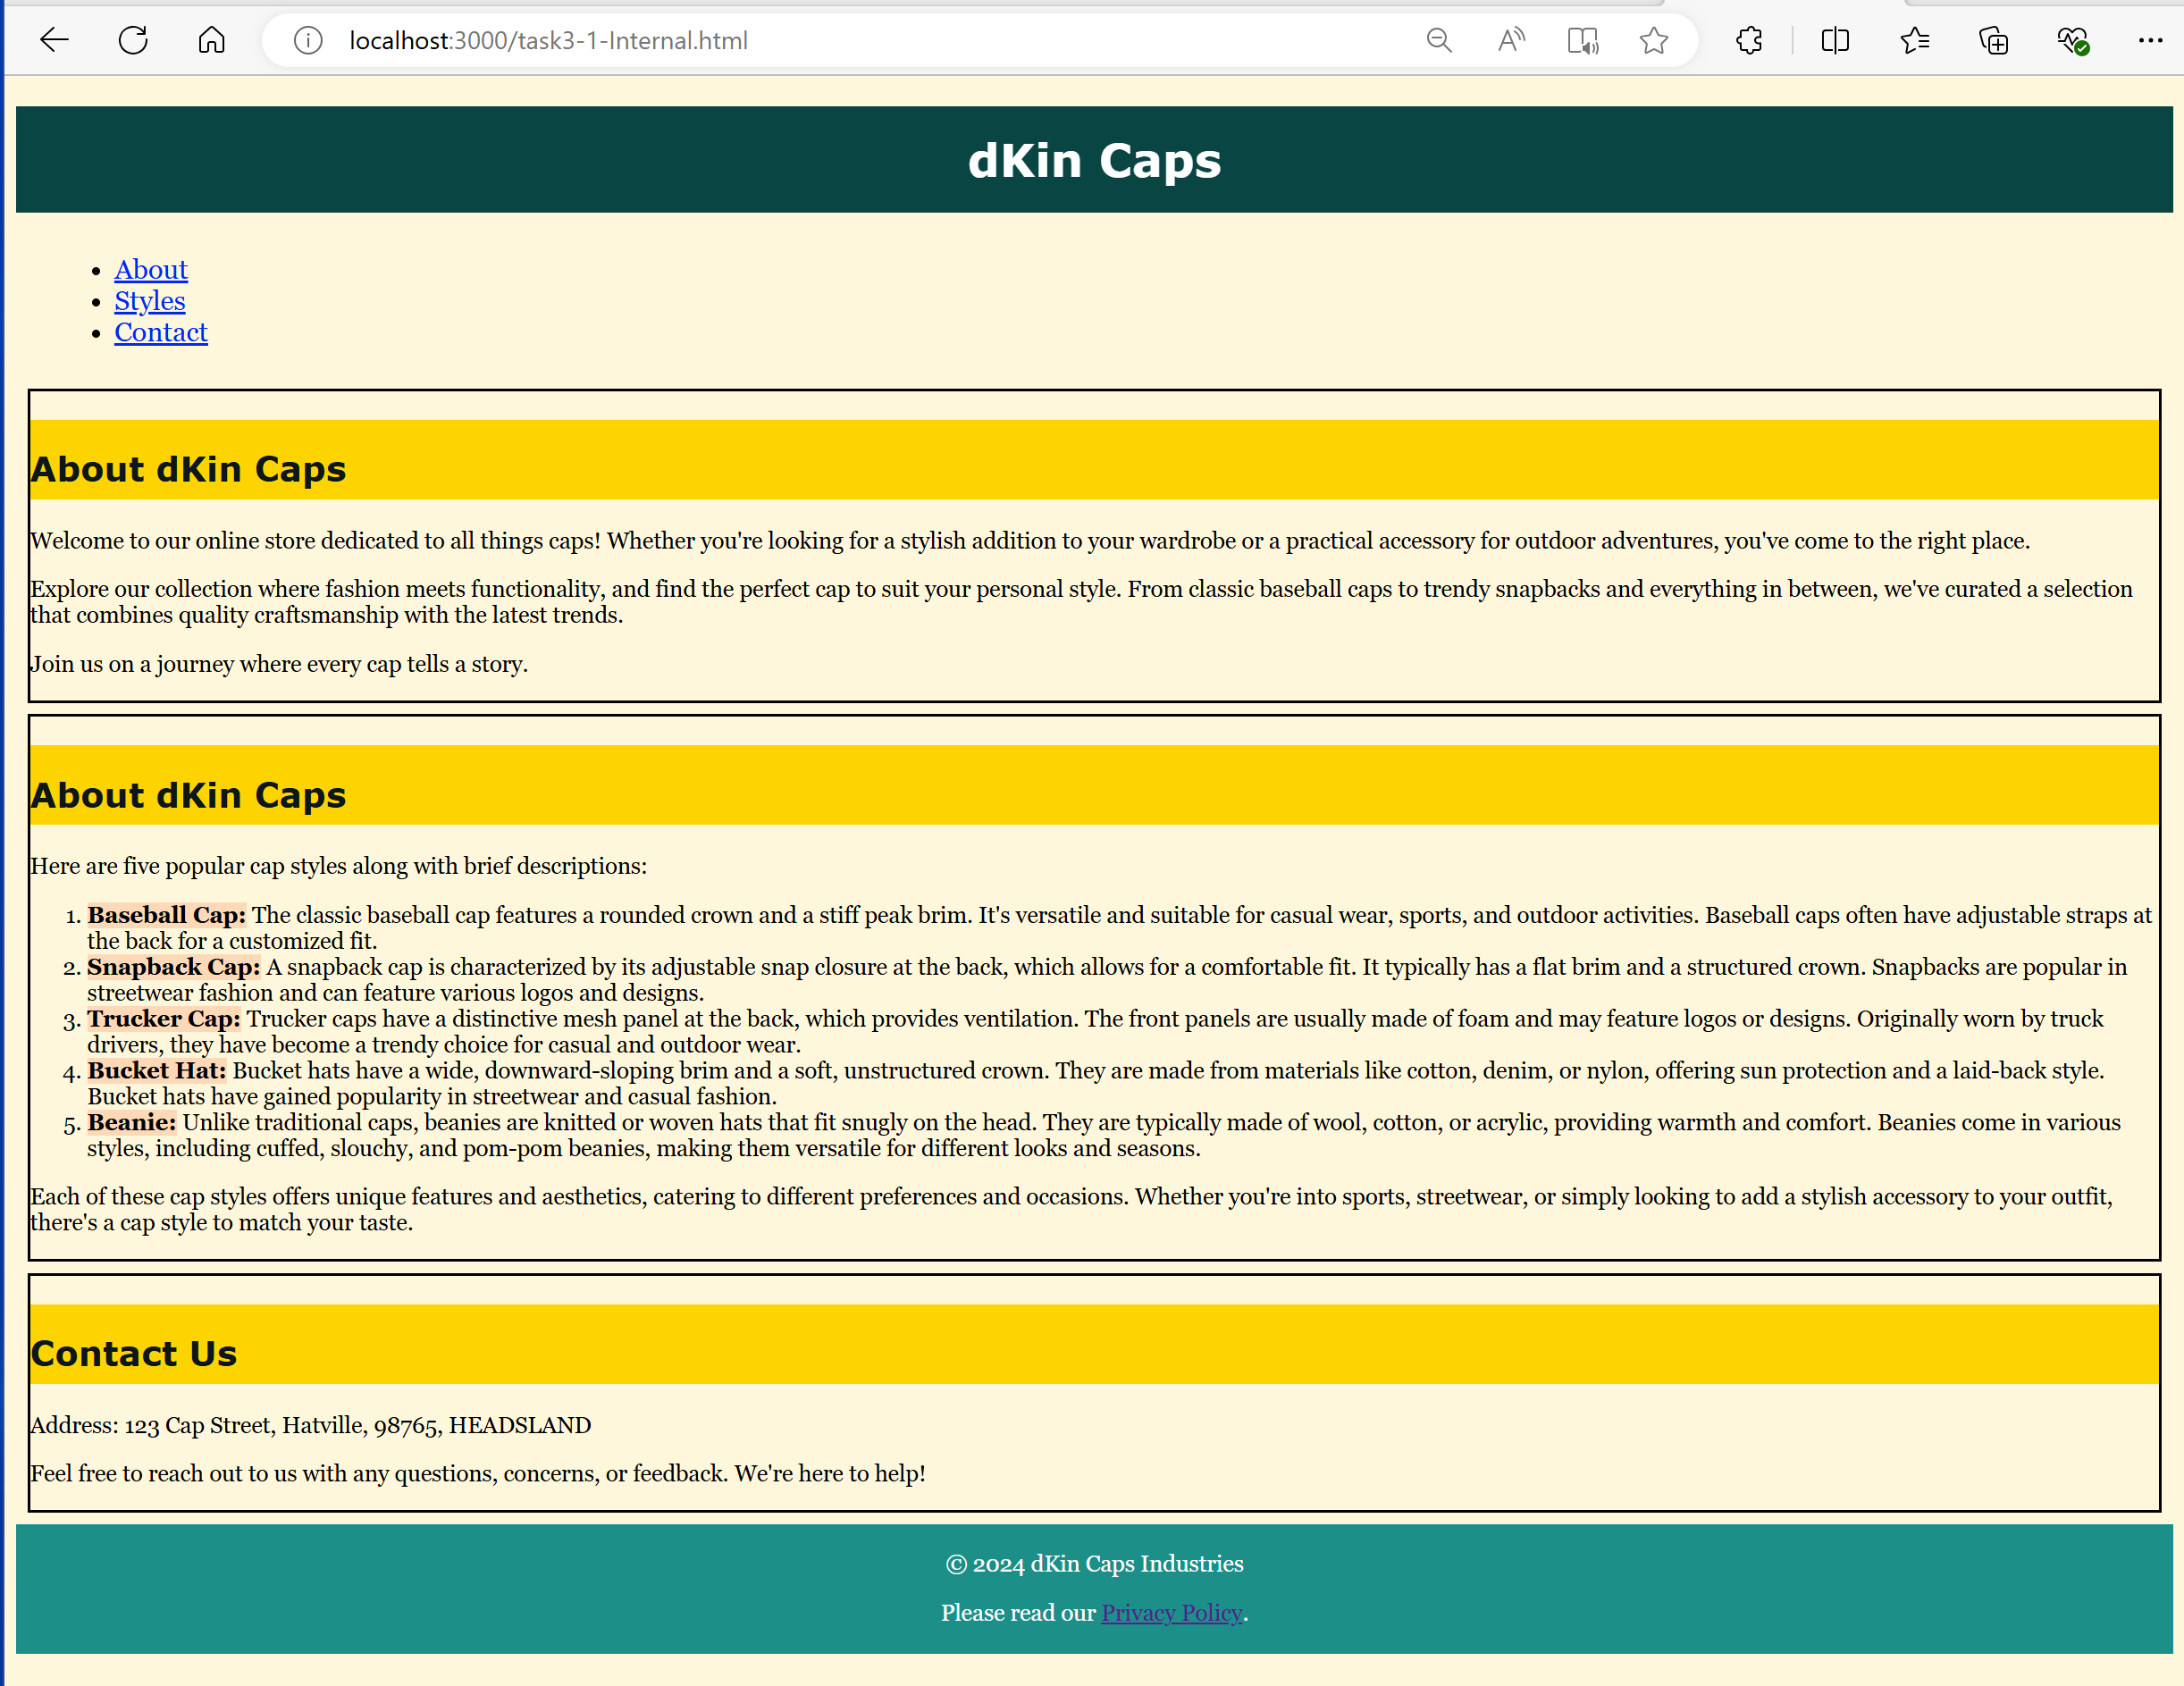 localhost:3000/task3-1-Internal.html
dKin Caps
• About
• Styles
• Contact
About dKin Caps
Welcome to our online store dedicated to all things caps! Whether you're looking for a stylish addition to your wardrobe or a practical accessory for outdoor adventures, you've come to the right place.
Explore our collection where fashion meets functionality, and find the perfect cap to suit your personal style. From classic baseball caps to trendy snapbacks and everything in between, we've curated a selection
that combines quality craftsmanship with the latest trends.
Join us on a journey where every cap tells a story.
About dKin Caps
Here are five popular cap styles along with brief descriptions:
1. Baseball Cap: The classic baseball cap features a rounded crown and a stiff peak brim. It's versatile and suitable for casual wear, sports, and outdoor activities. Baseball caps often have adjustable straps at
the back for a customized fit.
2. Snapback Cap: A snapback cap is characterized by its adjustable snap closure at the back, which allows for a comfortable fit. It typically has a flat brim and a structured crown. Snapbacks are popular in
streetwear fashion and can feature various logos and designs.
3. Trucker Cap: Trucker caps have a distinctive mesh panel at the back, which provides ventilation. The front panels are usually made of foam and may feature logos or designs. Originally worn by truck
drivers, they have become a trendy choice for casual and outdoor wear.
4. Bucket Hat: Bucket hats have a wide, downward-sloping brim and a soft, unstructured crown. They are made from materials like cotton, denim, or nylon, offering sun protection and a laid-back style.
Bucket hats have gained popularity in streetwear and casual fashion.
5. Beanie: Unlike traditional caps, beanies are knitted or woven hats that fit snugly on the head. They are typically made of wool, cotton, or acrylic, providing warmth and comfort. Beanies come in various
styles, including cuffed, slouchy, and pom-pom beanies, making them versatile for different looks and seasons.
Each of these cap styles offers unique features and aesthetics, catering to different preferences and occasions. Whether you're into sports, streetwear, or simply looking to add a stylish accessory to your outfit,
there's a cap style to match your taste.
Contact Us
Address: 123 Cap Street, Hatville, 98765, HEADSLAND
Feel free to reach out to us with any questions, concerns, or feedback. We're here to help!
© 2024 dKin Caps Industries
Please read our Privacy Policy.